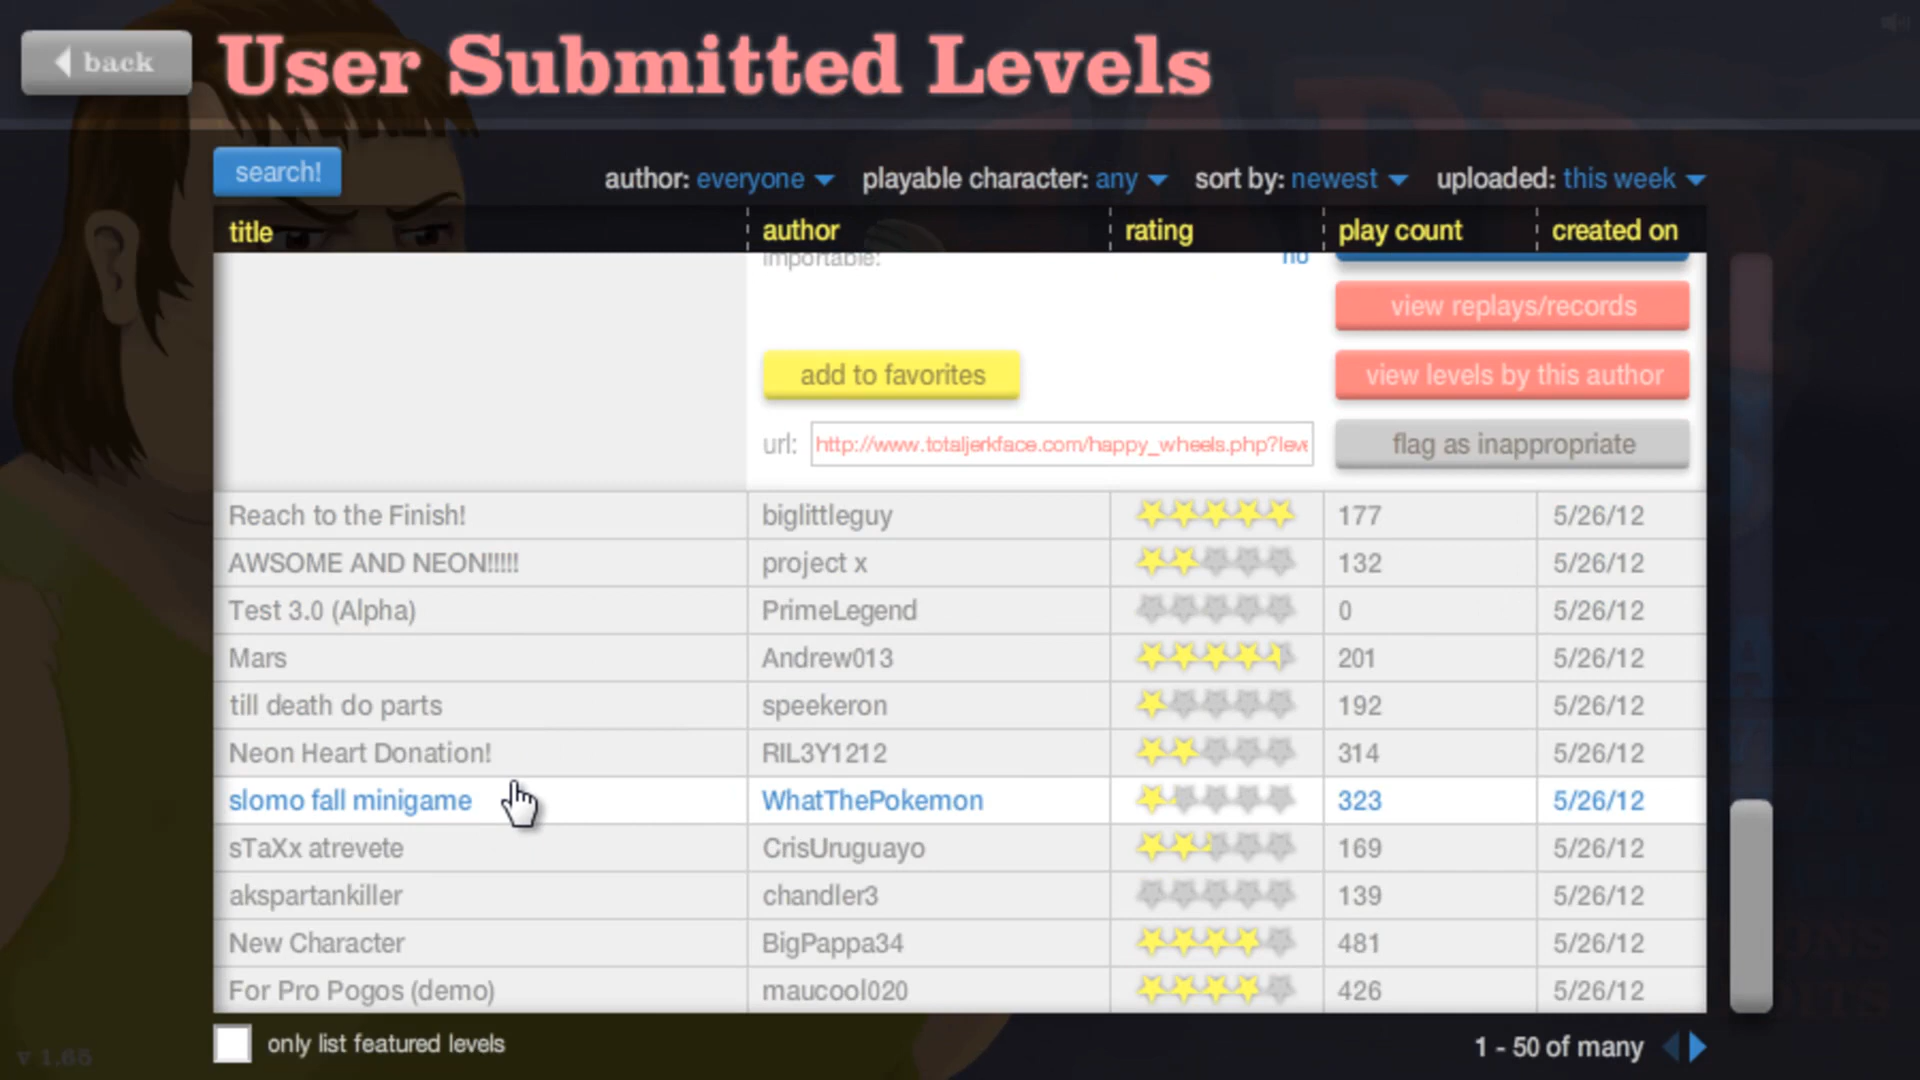 back
User Submitted Levels
search!
author: everyone playable character: any sort by: newest uploaded: this week
title author rating play count created on
importable: no
view replays/records
add to favorites view levels by this author
url: http://www.totaljerkface.com/happy_wheels.php?leve flag as inappropriate
Reach to the Finish! biglittleguy 177 5/26/12
AWSOME AND NEON!!!!! project x 132 5/26/12
Test 3.0 (Alpha) PrimeLegend 0 5/26/12
Mars Andrew013 201 5/26/12
till death do parts speekeron 192 5/26/12
Neon Heart Donation! RIL3Y1212 314 5/26/12
slomo fall minigame WhatThePokemon 323 5/26/12
sTaXx atrevete CrisUruguayo 169 5/26/12
akspartankiller chandler3 139 5/26/12
New Character BigPappa34 481 5/26/12
For Pro Pogos (demo) maucool020 426 5/26/12
only list featured levels 1 - 50 of many
v 1.65